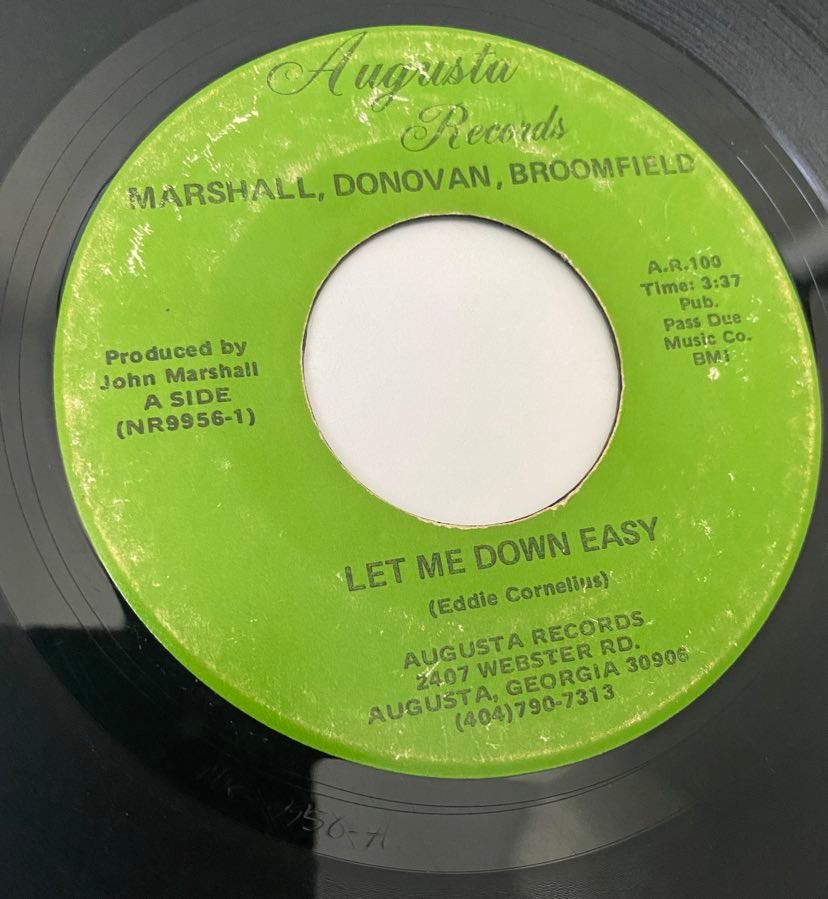 Augusta
Records
MARSHALL, DONOVAN, BROOMFIELD
A.R.100
Time: 3:37
Pub.
Pass Due
Music Co.
BMI
Produced by
John Marshall
A SIDE
(NR9956-1)
LET ME DOWN EASY
(Eddie Cornelius)
AUGUSTA RECORDS
2407 WEBSTER RD.
AUGUSTA, GEORGIA 30906
(404)790-7313